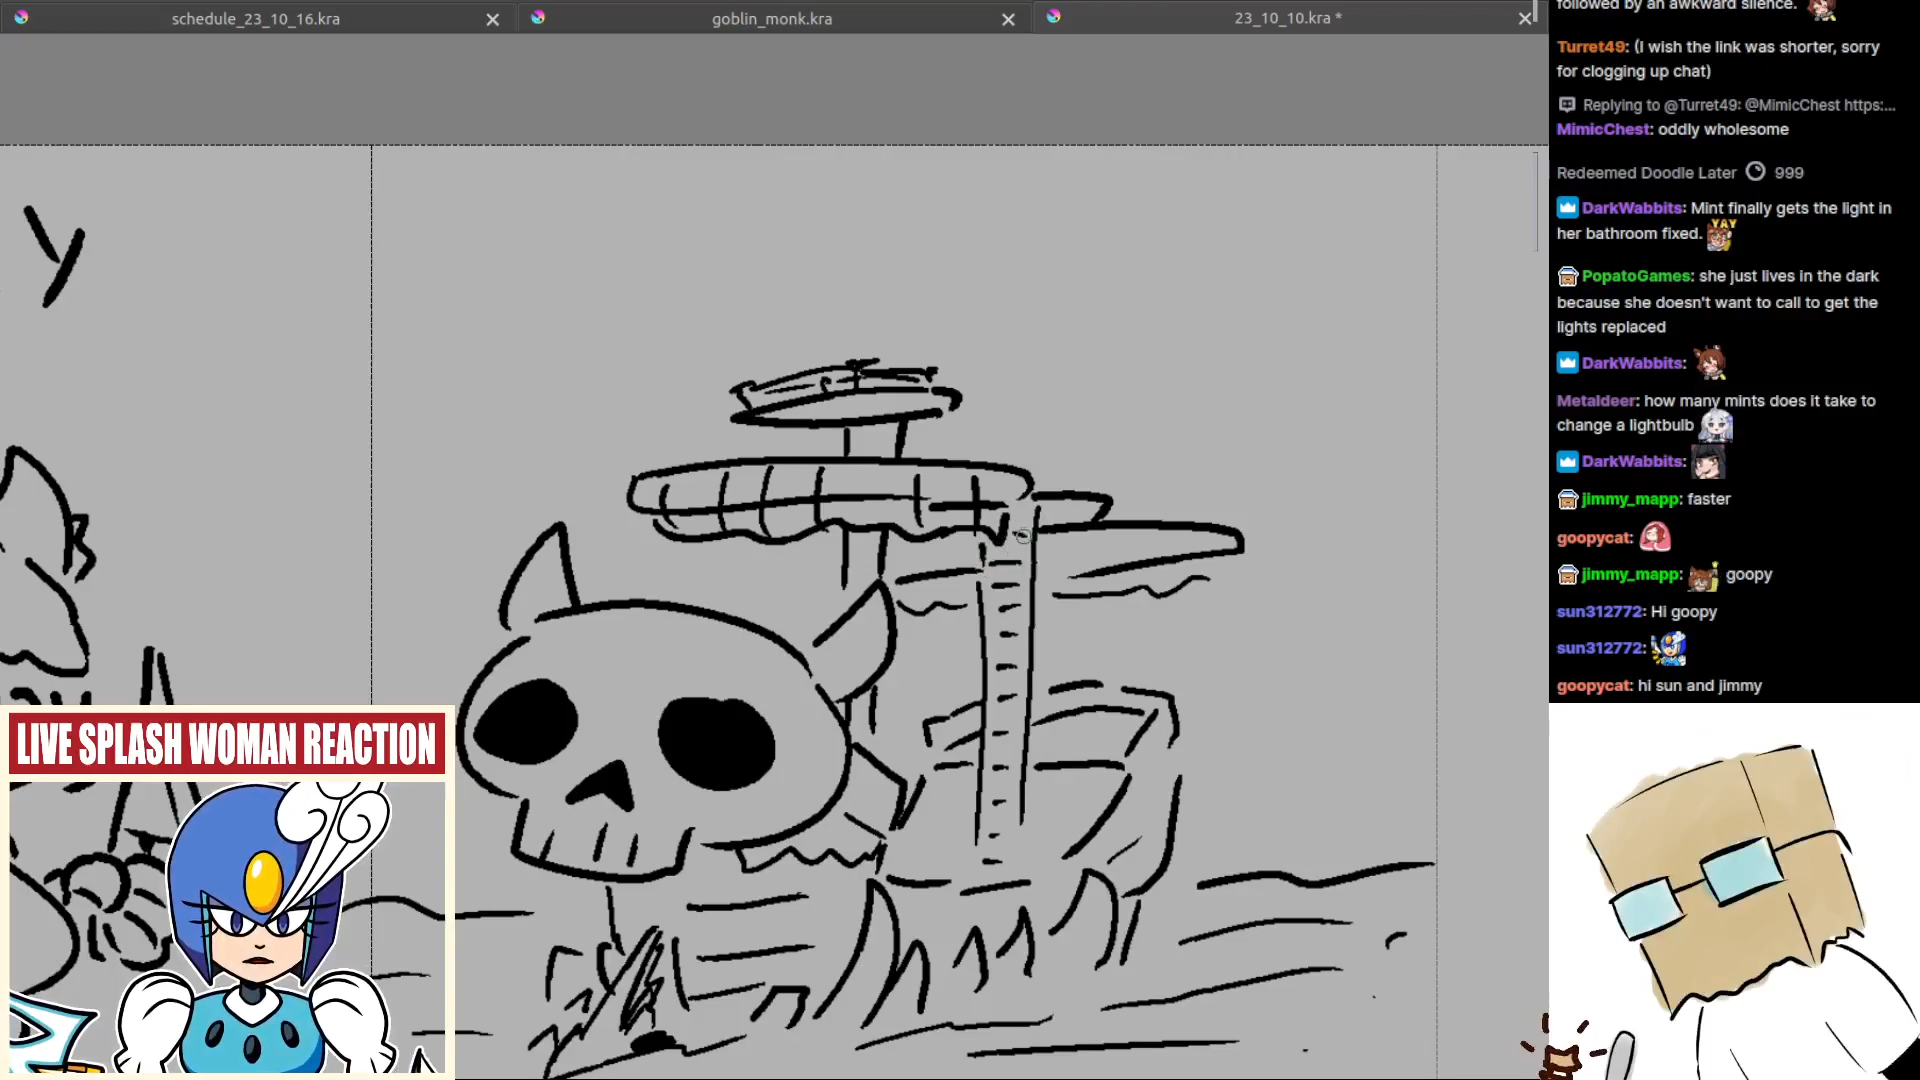 schedule_23_10_16.kra
goblin_monk.kra
23_10_10.kra *
followed by an awkward silence.
Turret49: (I wish the link was shorter, sorry
for clogging up chat)
Replying to @Turret49: @MimicChest https:...
MimicChest: oddly wholesome
Redeemed Doodle Later 999
DarkWabbits: Mint finally gets the light in
her bathroom fixed. YAY
PopatoGames: she just lives in the dark
because she doesn't want to call to get the
lights replaced
DarkWabbits:
Metaldeer: how many mints does it take to
change a lightbulb
DarkWabbits:
jimmy_mapp: faster
goopycat:
jimmy_mapp: goopy
sun312772: Hi goopy
sun312772:
goopycat: hi sun and jimmy
y
LIVE SPLASH WOMAN REACTION